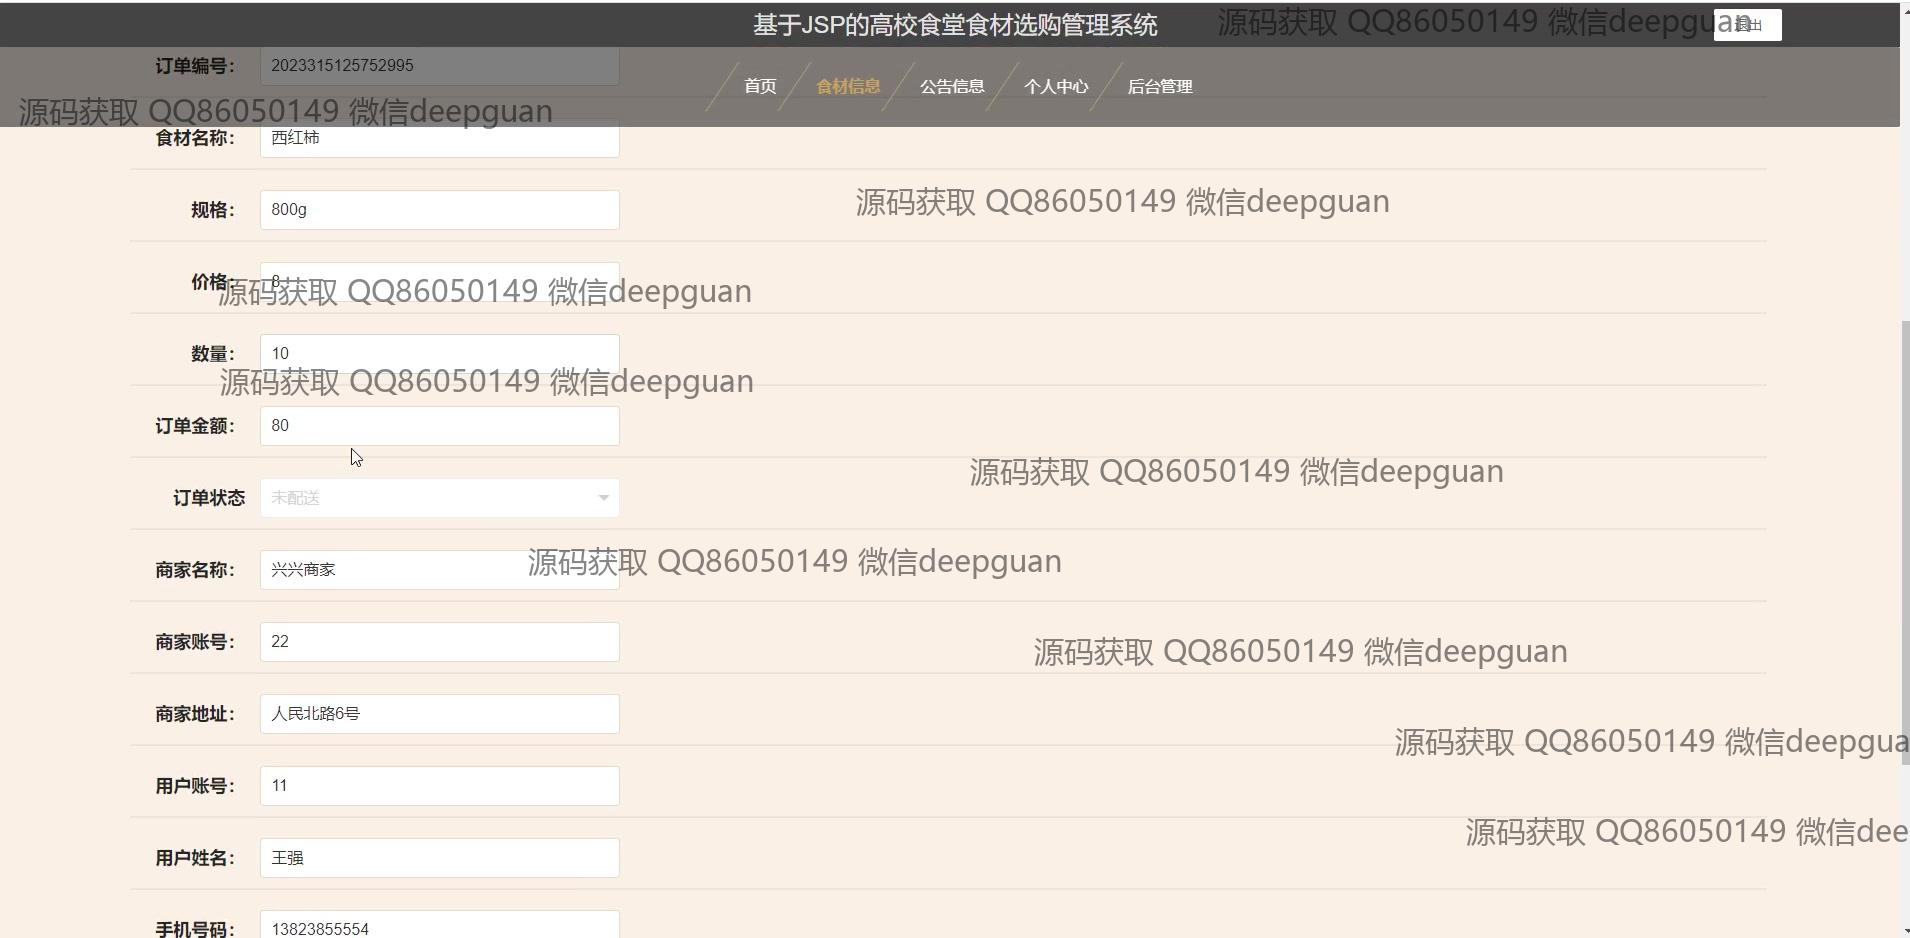 基于JSP的高校食堂食材选购管理系统
源码获取 QQ86050149 微信deepguan
退出
订单编号： 2023315125752995
首页 食材信息 公告信息 个人中心 后台管理
源码获取 QQ86050149 微信deepguan
食材名称： 西红柿
源码获取 QQ86050149 微信deepguan
规格： 800g
价格： 8
源码获取 QQ86050149 微信deepguan
数量： 10
源码获取 QQ86050149 微信deepguan
订单金额： 80
源码获取 QQ86050149 微信deepguan
订单状态 未配送
源码获取 QQ86050149 微信deepguan
商家名称： 兴兴商家
商家账号： 22
源码获取 QQ86050149 微信deepguan
商家地址： 人民北路6号
源码获取 QQ86050149 微信deepgua
用户账号： 11
源码获取 QQ86050149 微信dee
用户姓名： 王强
手机号码： 13823855554